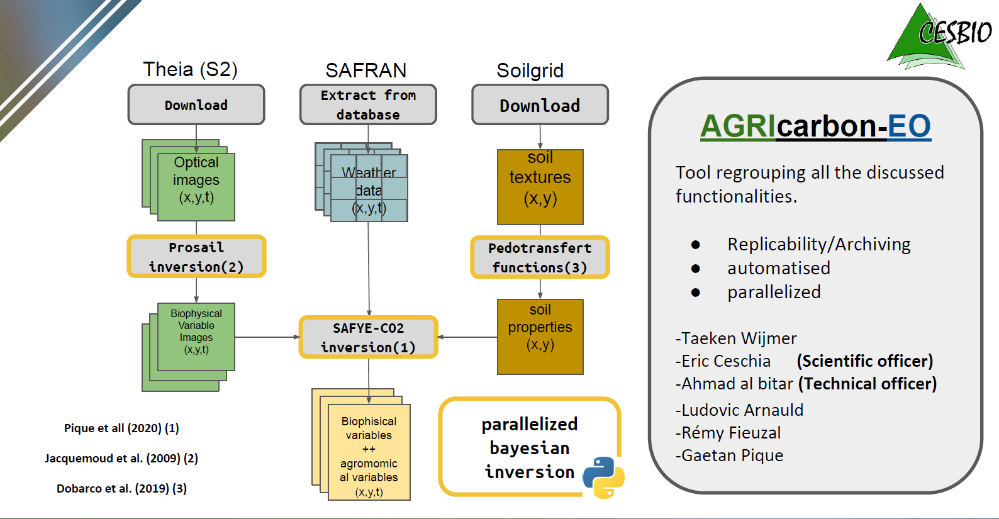 CESBIO
Theia (S2)
Download
Optical
images
(x,y,t)
Prosail
inversion(2)
Biophysical
Variable
Images
(x,y,t)
SAFRAN
Extract from
database
Weather
data
(x,y,t)
SAFYE-CO2
inversion(1)
Biophisical
variables
++
agromomic
al variables
(x,y,t)
Soilgrid
Download
soil
textures
(x,y)
Pedotransfert
functions(3)
soil
properties
(x,y)
parallelized
bayesian
inversion
Pique et all (2020) (1)
Jacquemoud et al. (2009) (2)
Dobarco et al. (2019) (3)
AGRIcarbon-EO
Tool regrouping all the discussed
functionalities.
● Replicability/Archiving
● automatised
● parallelized
-Taeken Wijmer
-Eric Ceschia (Scientific officer)
-Ahmad al bitar (Technical officer)
-Ludovic Arnauld
-Rémy Fieuzal
-Gaetan Pique